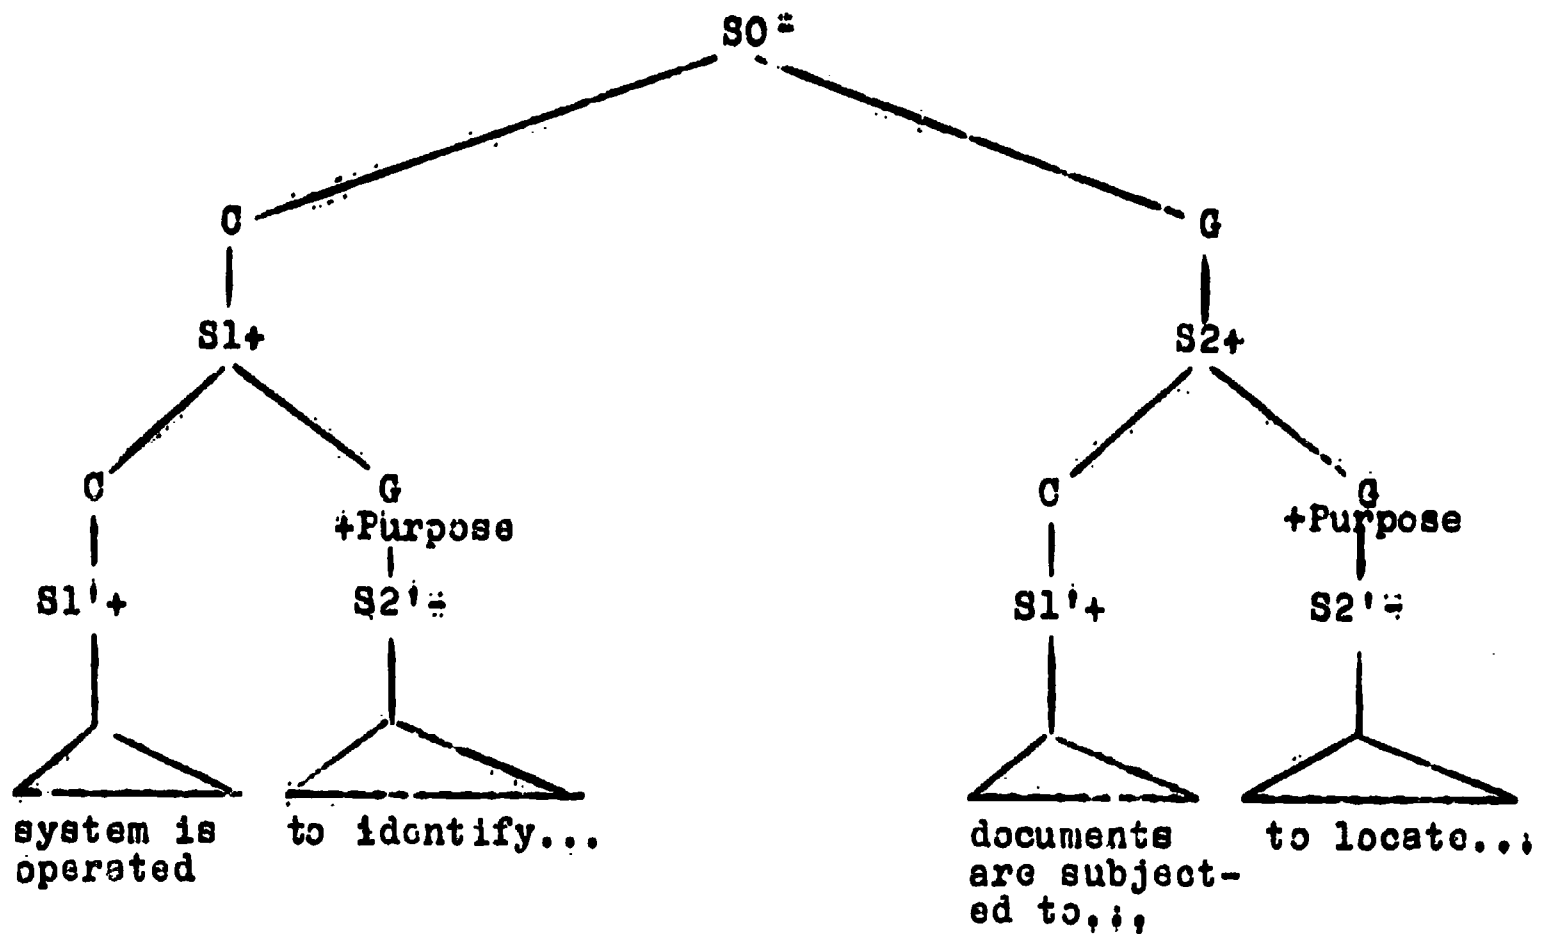 S0=
C G
S1+ S2+
C G C G
+Purpose +Purpose
S1'+ S2'= S1'+ S2'=
system is to identify... documents to locate...
operated are subject-
ed to...